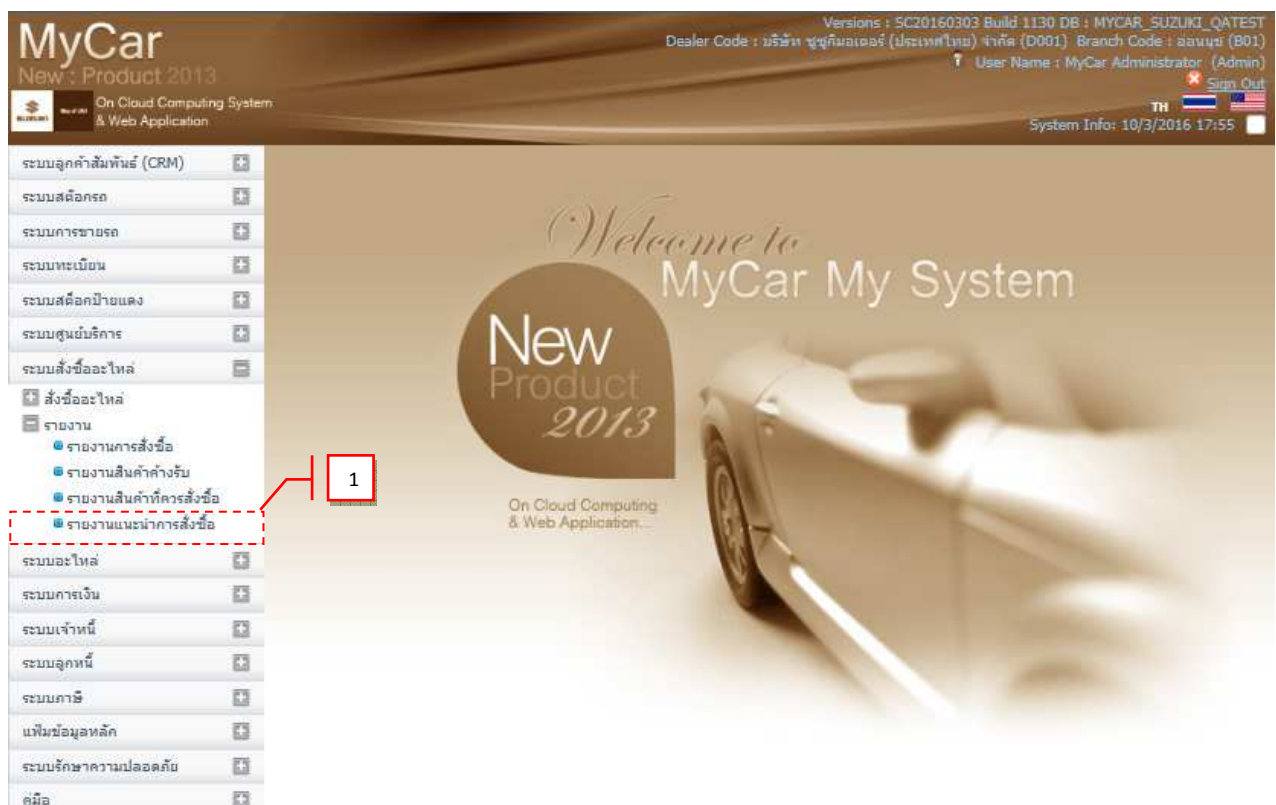 MyCar
New : Product 2013
On Cloud Computing System
& Web Application
Versions : SC20160303 Build 1130 DB : MYCAR_SUZUKI_QATEST
Dealer Code : บริษัท ซูซูกิมอเตอร์ (ประเทศไทย) จำกัด (D001) Branch Code : อ่อนนุช (B01)
User Name : MyCar Administrator (Admin)
Sign Out
TH
System Info: 10/3/2016 17:55
ระบบลูกค้าสัมพันธ์ (CRM)
ระบบสต๊อกรถ
ระบบการขายรถ
ระบบทะเบียน
ระบบสต๊อกป้ายแดง
ระบบศูนย์บริการ
ระบบสั่งซื้ออะไหล่
สั่งซื้ออะไหล่
รายงาน
รายงานการสั่งซื้อ
รายงานสินค้าค้างรับ
รายงานสินค้าที่ควรสั่งซื้อ
รายงานแนะนำการสั่งซื้อ
1
ระบบอะไหล่
ระบบการเงิน
ระบบเจ้าหนี้
ระบบลูกหนี้
ระบบภาษี
แฟ้มข้อมูลหลัก
ระบบรักษาความปลอดภัย
คู่มือ
Welcome to
MyCar My System
New
Product
2013
On Cloud Computing
& Web Application...